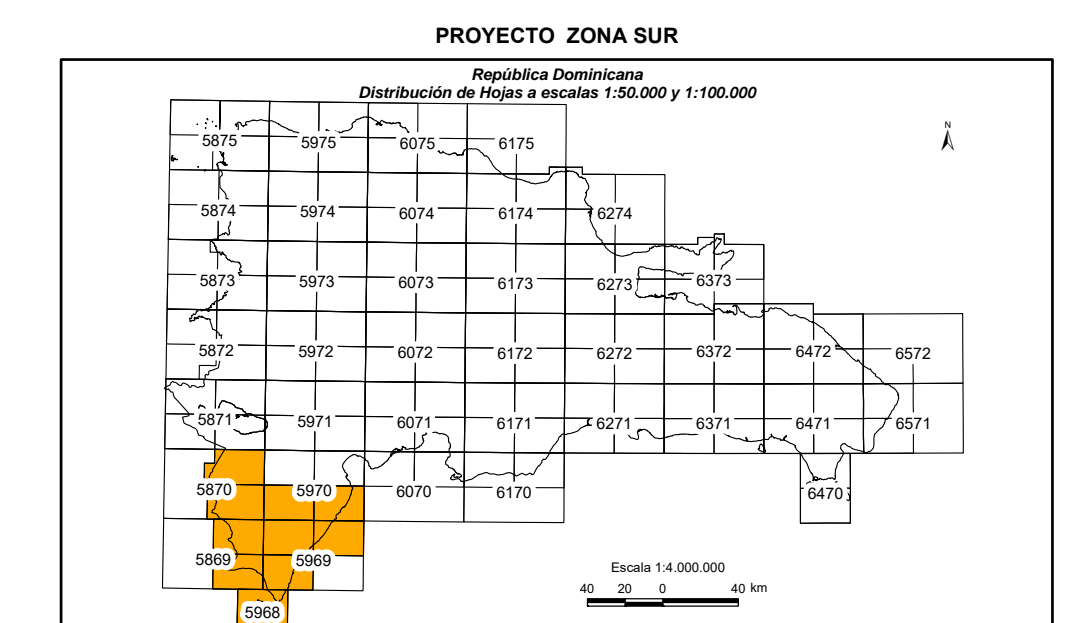 PROYECTO ZONA SUR
República Dominicana
Distribución de Hojas a escalas 1:50.000 y 1:100.000
N
5875 5975 6075 6175
5874 5974 6074 6174 6274
5873 5973 6073 6173 6273 6373
5872 5972 6072 6172 6272 6372 6472 6572
5871 5971 6071 6171 6271 6371 6471 6571
5870 5970 6070 6170 6470
5869 5969
Escala 1:4.000.000
40 20 0 40 km
5968